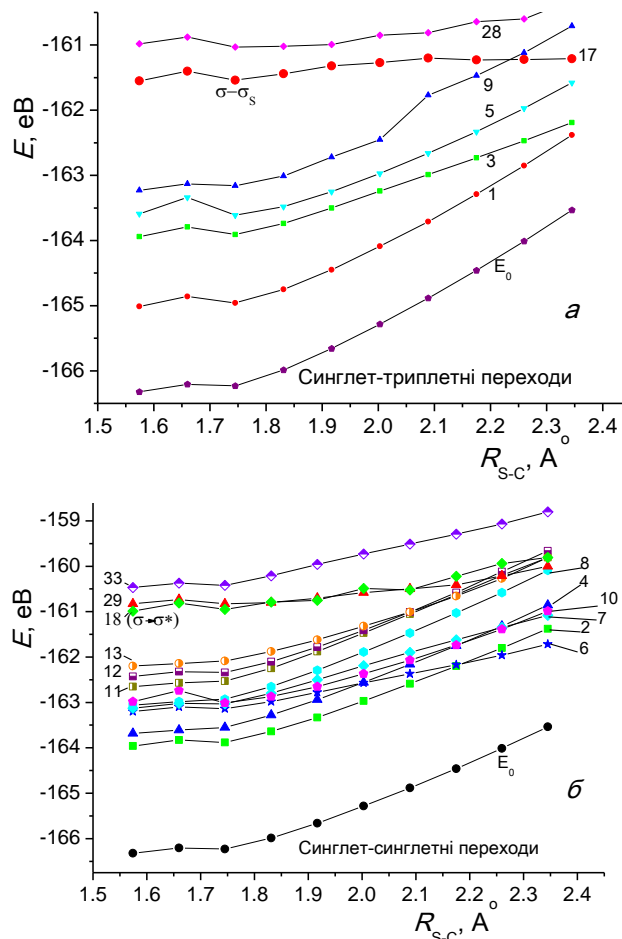 -161
-162
-163
-164
-165
-166
E, eB
28
17
σ−σS
9
5
3
1
E0
а
Синглет-триплетні переходи
1.5 1.6 1.7 1.8 1.9 2.0 2.1 2.2 2.3 2.4
RS-C, Ao
-159
-160
-161
-162
-163
-164
-165
-166
E, eB
33
29
18 (σ→σ*)
13
12
11
8
4
10
7
2
6
E0
б
Синглет-синглетні переходи
1.5 1.6 1.7 1.8 1.9 2.0 2.1 2.2 2.3 2.4
RS-C, Ao